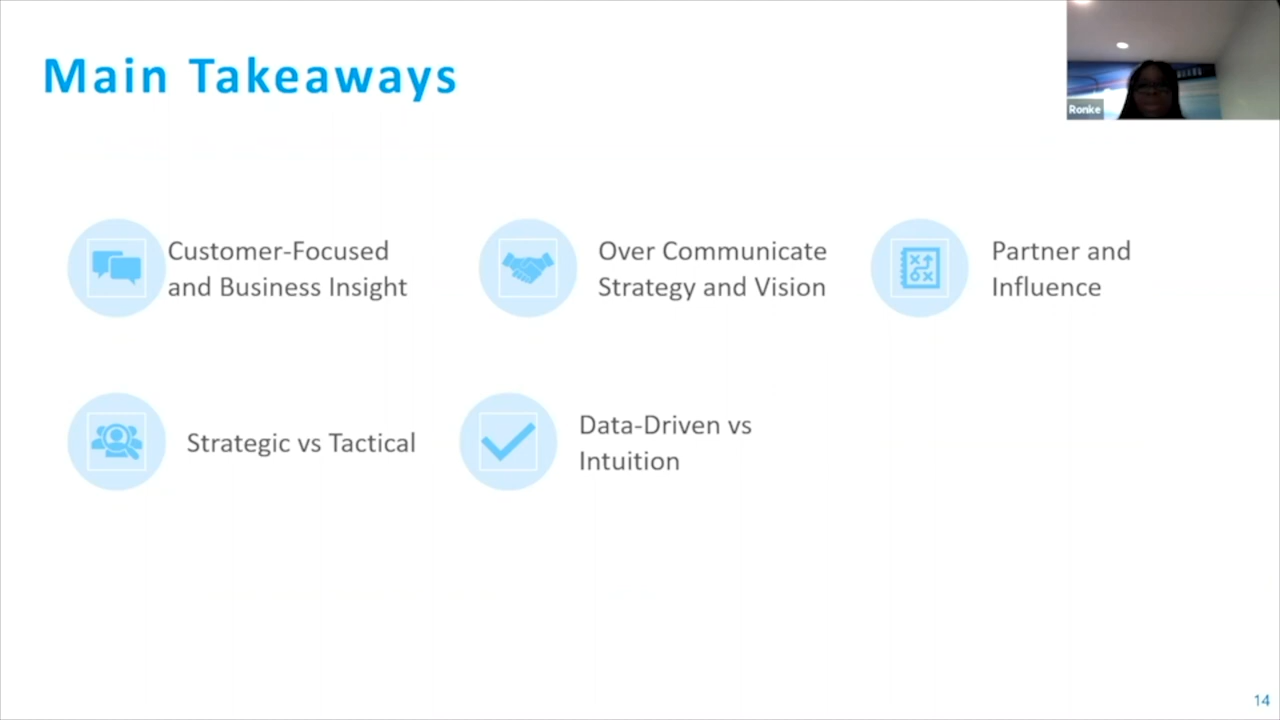 Main Takeaways
Ronke
Customer-Focused
and Business Insight
Over Communicate
Strategy and Vision
Partner and
Influence
Strategic vs Tactical
Data-Driven vs
Intuition
14